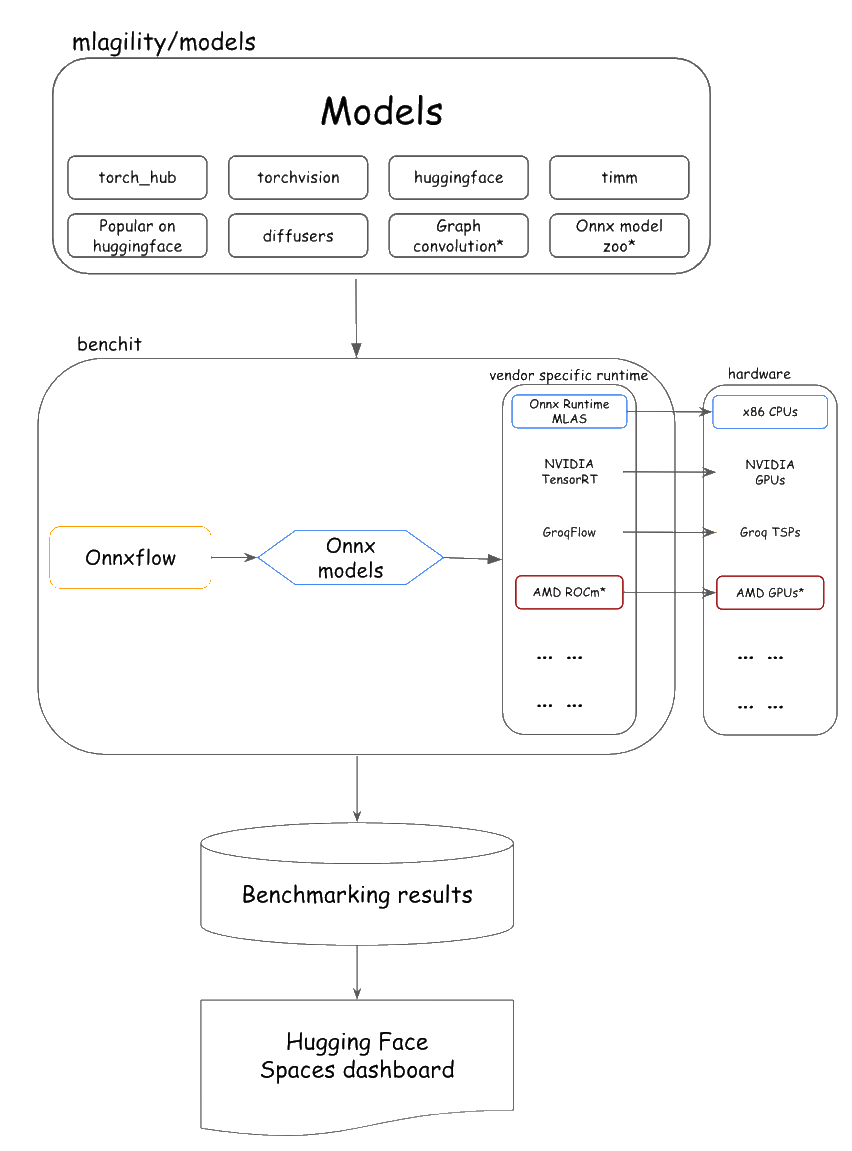 mlagility/models
Models
torch_hub
torchvision
huggingface
timm
Popular on
huggingface
diffusers
Graph
convolution*
Onnx model
zoo*
benchit
vendor specific runtime
hardware
Onnx Runtime
MLAS
x86 CPUs
NVIDIA
TensorRT
NVIDIA
GPUs
GroqFlow
Groq TSPs
Onnxflow
Onnx
models
AMD ROCm*
AMD GPUs*
... ...
... ...
... ...
... ...
Benchmarking results
Hugging Face
Spaces dashboard